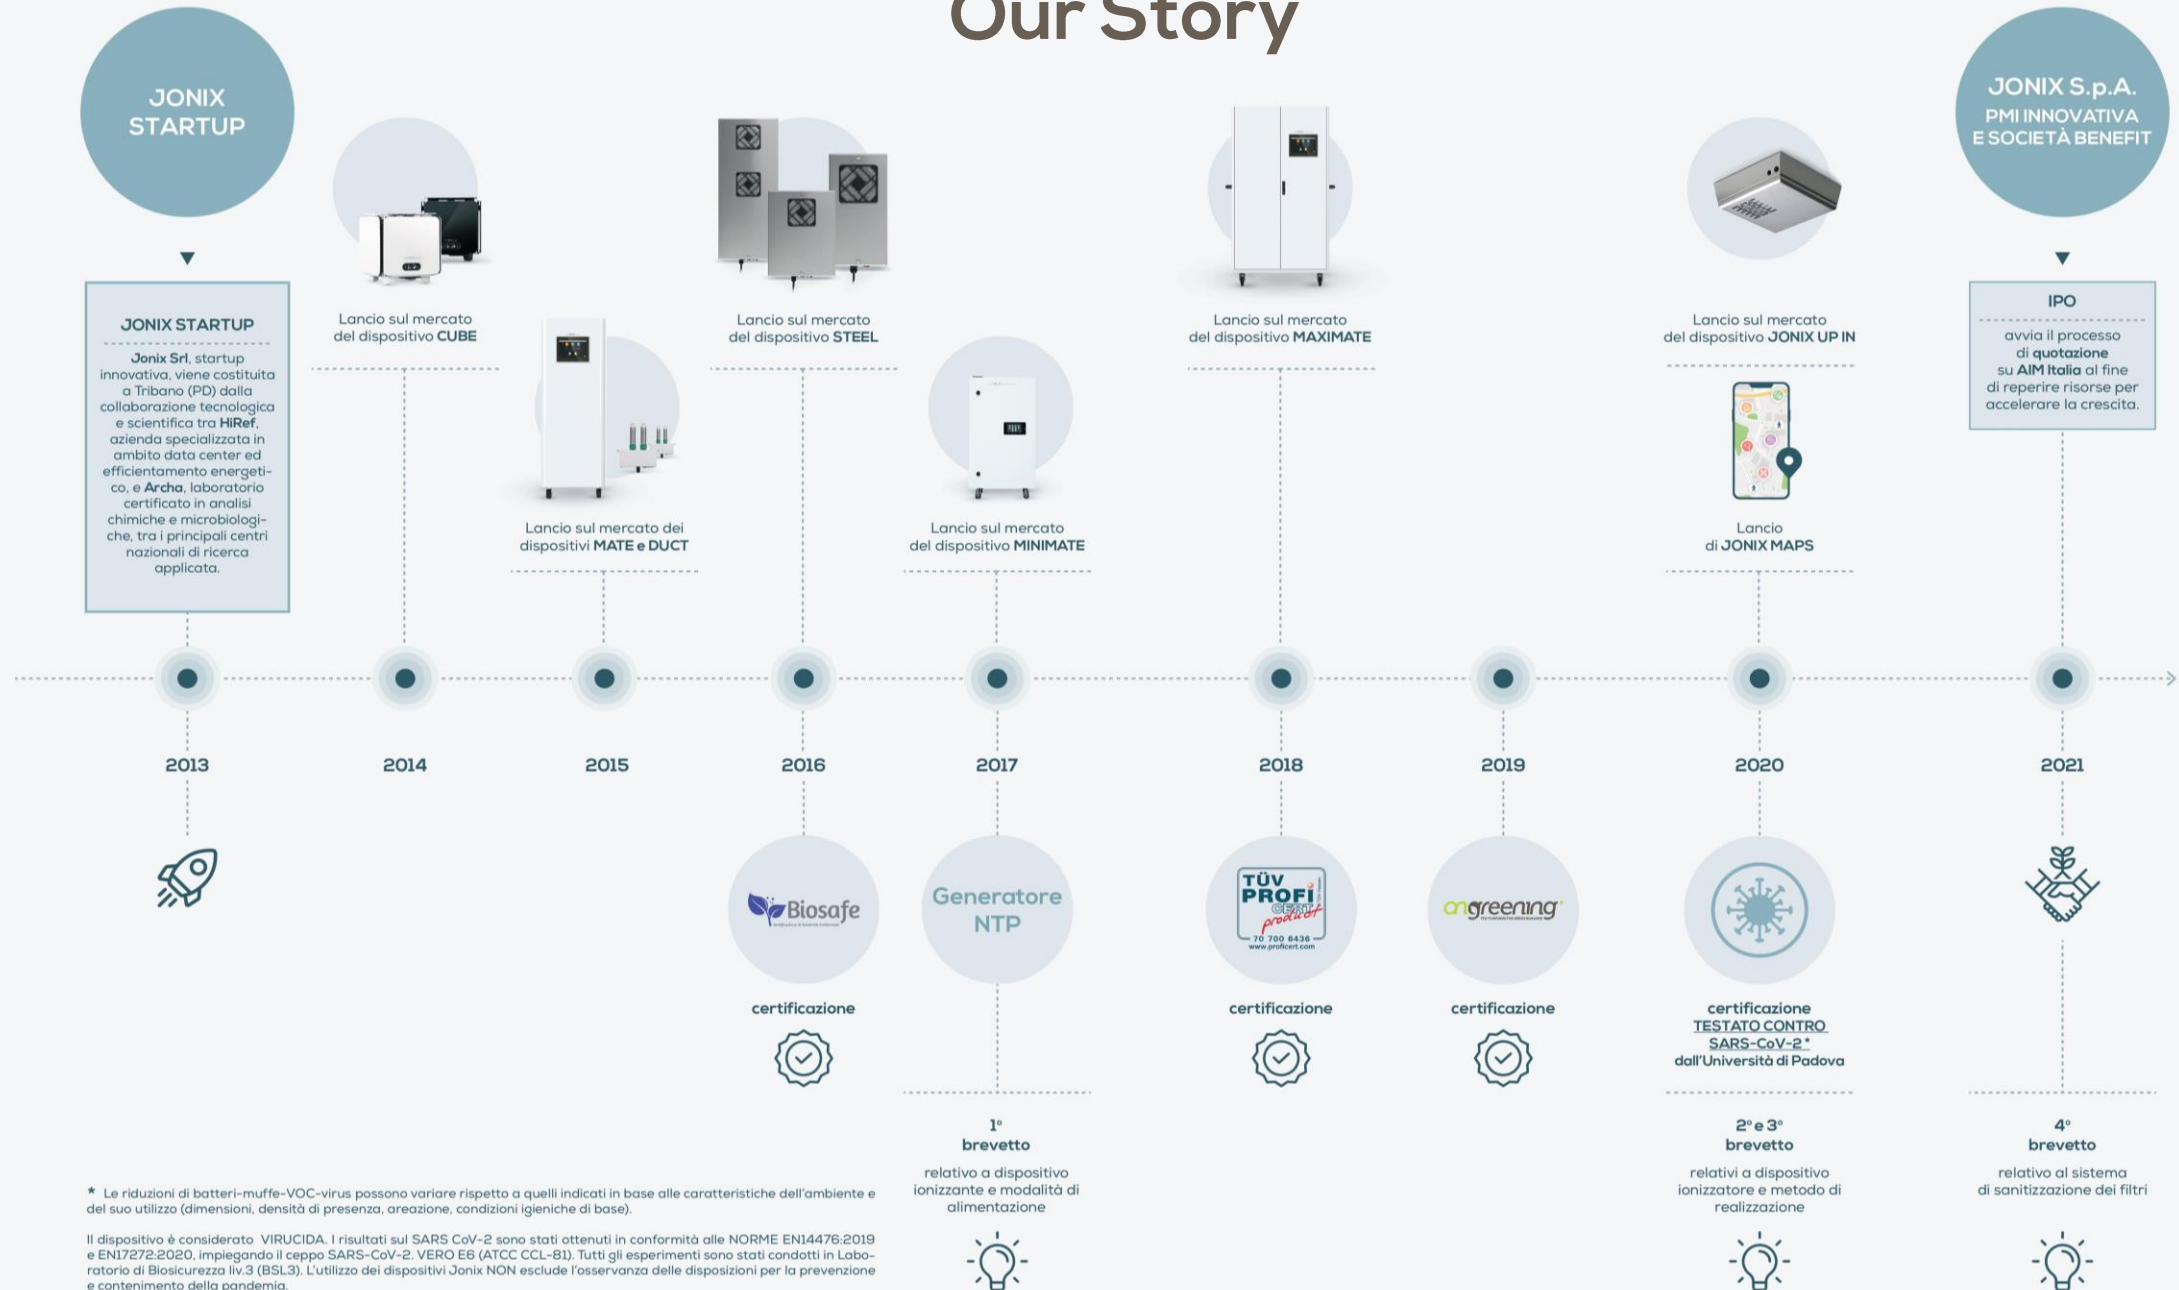 Our Story
JONIX
STARTUP
JONIX STARTUP
Jonix Srl, startup
innovativa, viene costituita
a Tribano (PD) dalla
collaborazione tecnologica
e scientifica tra HiRef,
azienda specializzata in
ambito data center ed
efficientamento energeti-
co, e Archa, laboratorio
certificato in analisi
chimiche e microbiologi-
che, tra i principali centri
nazionali di ricerca
applicata.
Lancio sul mercato
del dispositivo CUBE
Lancio sul mercato dei
dispositivi MATE e DUCT
Lancio sul mercato
del dispositivo STEEL
Lancio sul mercato
del dispositivo MINIMATE
Lancio sul mercato
del dispositivo MAXIMATE
Lancio sul mercato
del dispositivo JONIX UP IN
Lancio
di JONIX MAPS
JONIX S.p.A.
PMI INNOVATIVA
E SOCIETÀ BENEFIT
IPO
avvia il processo
di quotazione
su AIM Italia al fine
di reperire risorse per
accelerare la crescita.
2013
2014
2015
2016
2017
2018
2019
2020
2021
Biosafe
certificazione
Generatore
NTP
1°
brevetto
relativo a dispositivo
ionizzante e modalità di
alimentazione
TÜV
PROFI
CERT
product
70 700 6436
www.proficert.com
certificazione
ongreening
certificazione
certificazione
TESTATO CONTRO
SARS-CoV-2*
dall'Università di Padova
2° e 3°
brevetto
relativi a dispositivo
ionizzatore e metodo di
realizzazione
4°
brevetto
relativo al sistema
di sanitizzazione dei filtri
* Le riduzioni di batteri-muffe-VOC-virus possono variare rispetto a quelli indicati in base alle caratteristiche dell'ambiente e
del suo utilizzo (dimensioni, densità di presenza, areazione, condizioni igieniche di base).
Il dispositivo è considerato VIRUCIDA. I risultati sul SARS CoV-2 sono stati ottenuti in conformità alle NORME EN14476:2019
e EN17272:2020, impiegando il ceppo SARS-CoV-2. VERO E6 (ATCC CCL-81). Tutti gli esperimenti sono stati condotti in Labo-
ratorio di Biosicurezza liv.3 (BSL3). L'utilizzo dei dispositivi Jonix NON esclude l'osservanza delle disposizioni per la prevenzione
e contenimento della pandemia.